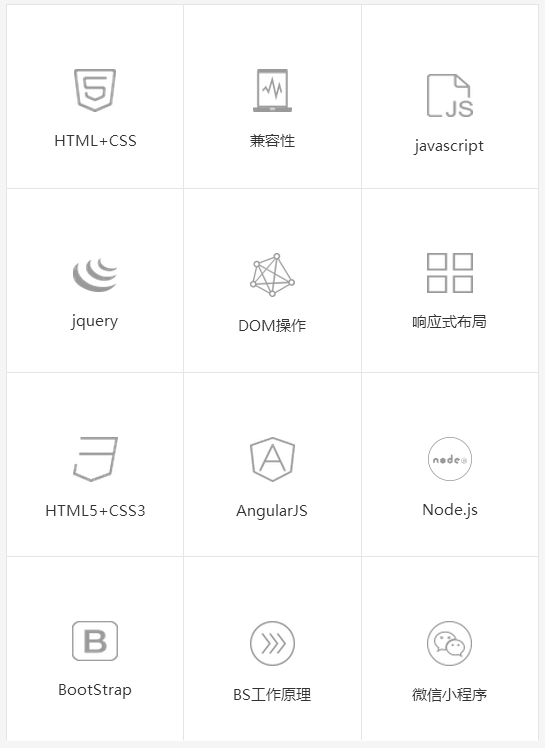 HTML+CSS
兼容性
JS
javascript
jquery
DOM操作
响应式布局
HTML5+CSS3
AngularJS
node
Node.js
B
BootStrap
BS工作原理
微信小程序